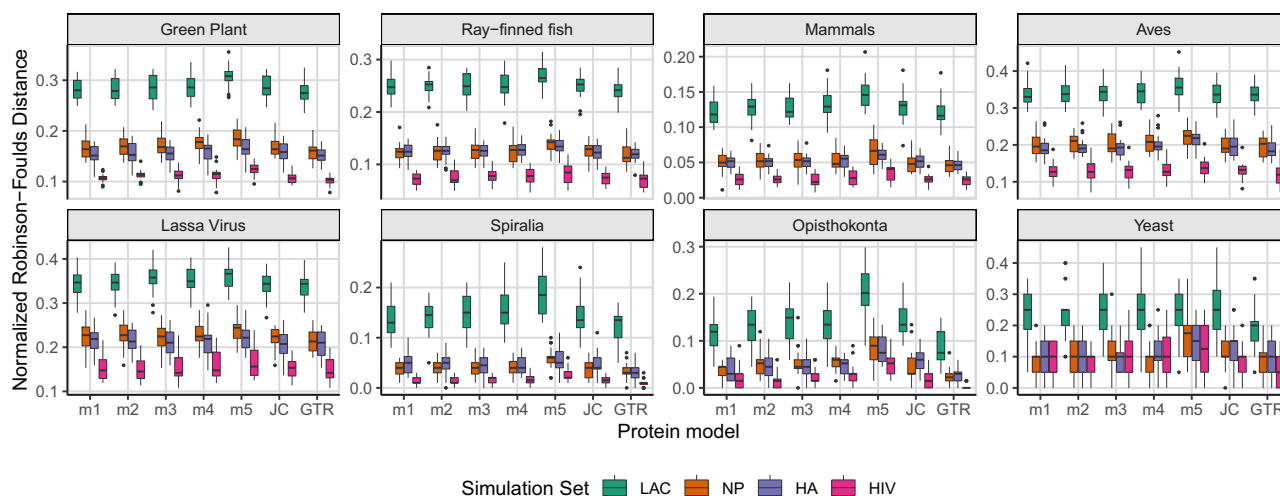 Green Plant
Ray−finned fish
Mammals
Aves
Normalized Robinson−Foulds Distance
0.3
0.2
0.1
0.3
0.2
0.1
0.20
0.15
0.10
0.05
0.00
0.4
0.3
0.2
0.1
Lassa Virus
Spiralia
Opisthokonta
Yeast
0.4
0.3
0.2
0.1
0.2
0.1
0.0
0.3
0.2
0.1
0.0
0.4
0.3
0.2
0.1
0.0
m1 m2 m3 m4 m5 JC GTR
m1 m2 m3 m4 m5 JC GTR
m1 m2 m3 m4 m5 JC GTR
m1 m2 m3 m4 m5 JC GTR
Protein model
Simulation Set LAC NP HA HIV